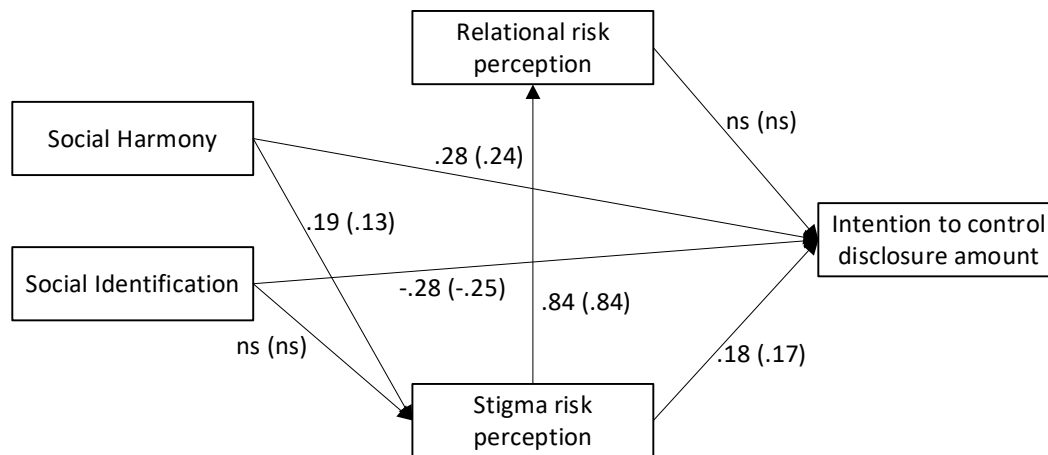 Relational risk
perception
Social Harmony
ns (ns)
.28 (.24)
.19 (.13)
Intention to control
disclosure amount
Social Identification
-.28 (-.25)
.84 (.84)
ns (ns)
.18 (.17)
Stigma risk
perception